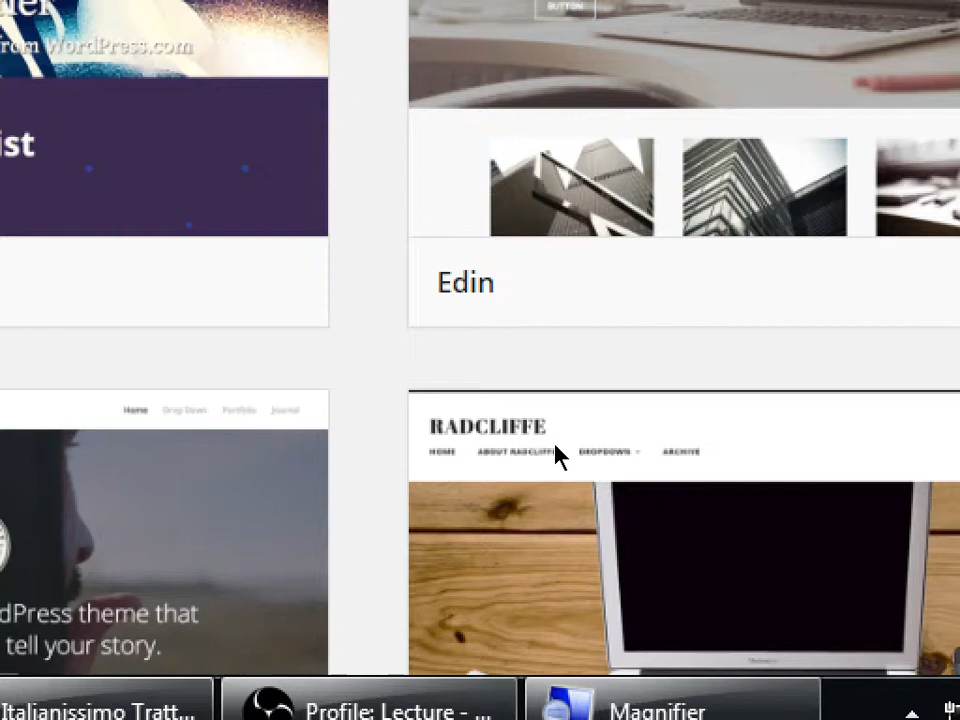 from WordPress.com
BUTTON
ist
Edin
Home Drop Down Portfolio Journal
RADCLIFFE
HOME ABOUT RADCLIFFE DROPDOWN ARCHIVE
dPress theme that
tell your story.
Italianissimo Tratt...
Profile: Lecture - ...
Magnifier